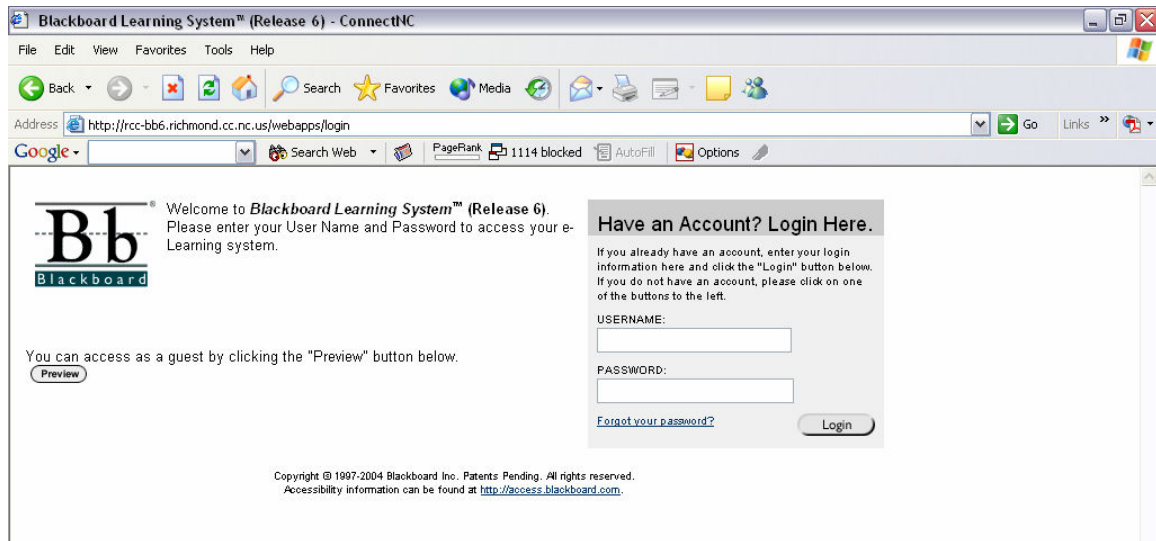 Blackboard Learning System™ (Release 6) - ConnectNC
File Edit View Favorites Tools Help
Back Search Favorites Media
Address http://rcc-bb6.richmond.cc.nc.us/webapps/login Go Links »
Google Search Web PageRank 1114 blocked AutoFill Options
Bb ®
Blackboard
Welcome to Blackboard Learning System™ (Release 6).
Please enter your User Name and Password to access your e-
Learning system.
You can access as a guest by clicking the "Preview" button below.
Preview
Have an Account? Login Here.
If you already have an account, enter your login
information here and click the "Login" button below.
If you do not have an account, please click on one
of the buttons to the left.
USERNAME:
PASSWORD:
Forgot your password? Login
Copyright © 1997-2004 Blackboard Inc. Patents Pending. All rights reserved.
Accessibility information can be found at http://access.blackboard.com.